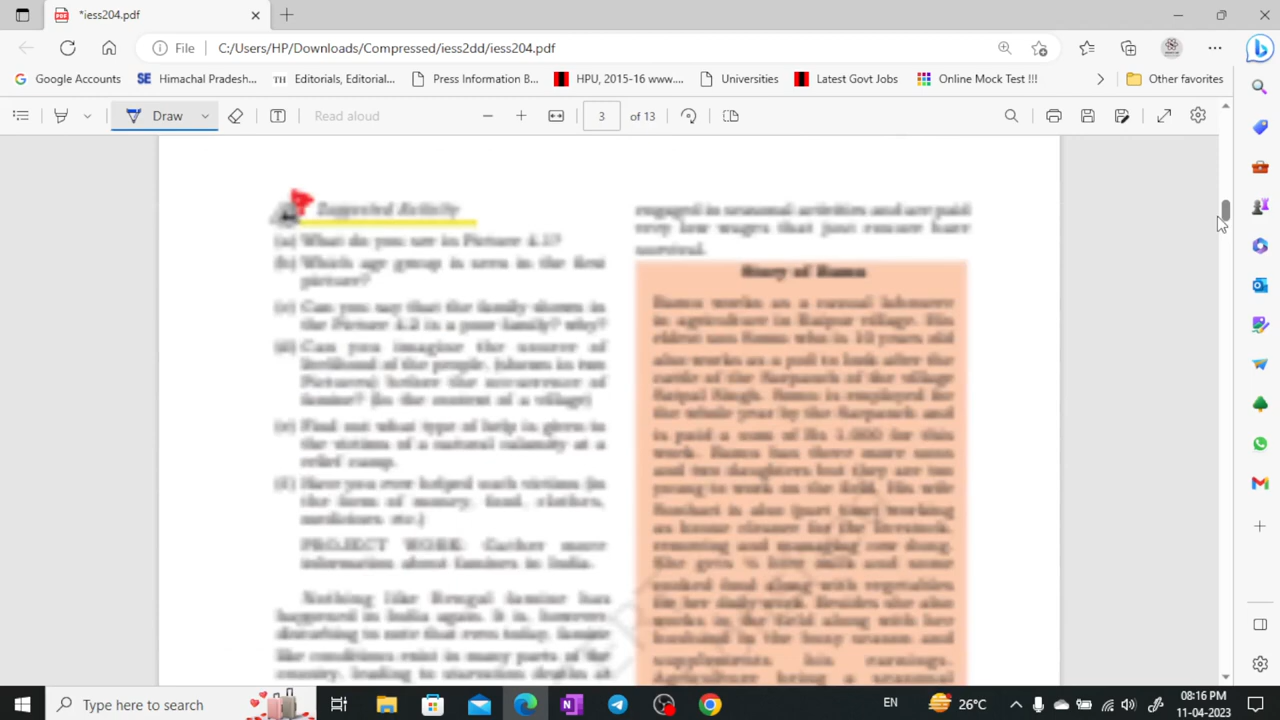 *iess204.pdf
File C:/Users/HP/Downloads/Compressed/iess2dd/iess204.pdf
Google Accounts SE Himachal Pradesh... TH Editorials, Editorial... Press Information B... HPU, 2015-16 www.... Universities Latest Govt Jobs Online Mock Test !!! Other favorites
Draw Read aloud 3 of 13
Suggested Activity
(a) What do you see in Picture 4.1?
(b) Which age group is seen in the first
picture?
(c) Can you say that the family shown in
the Picture 4.2 is a poor family? why?
(d) Can you imagine the source of
livelihood of the people, (shown in two
Pictures) before the occurrence of
famine? (In the context of a village)
(e) Find out what type of help is given to
the victims of a natural calamity at a
relief camp.
(f) Have you ever helped such victims (in
the form of money, food, clothes,
medicines etc.)
PROJECT WORK: Gather more
information about famines in India.
Nothing like Bengal famine has
happened in India again. It is, however
disturbing to note that even today, famine
like conditions exist in many parts of the
country, leading to starvation deaths at
engaged in seasonal activities and are paid
very low wages that just ensure bare
survival.
Story of Ramu
Ramu works as a casual labourer
in agriculture in Raipur village. His
eldest son Somu who is 10 years old
also works as a pali to look after the
cattle of the Sarpanch of the village
Satpal Singh. Somu is employed for
the whole year by the Sarpanch and
is paid a sum of Rs 1,000 for this
work. Ramu has three more sons
and two daughters but they are too
young to work on the field. His wife
Sunhari is also (part time) working
as house cleaner for the livestock,
removing and managing cow dung.
She gets ½ litre milk and some
cooked food along with vegetables
for her daily work. Besides she also
works in the field along with her
husband in the busy season and
supplements his earnings.
Agriculture being a seasonal
Type here to search EN 26°C 08:16 PM
11-04-2023